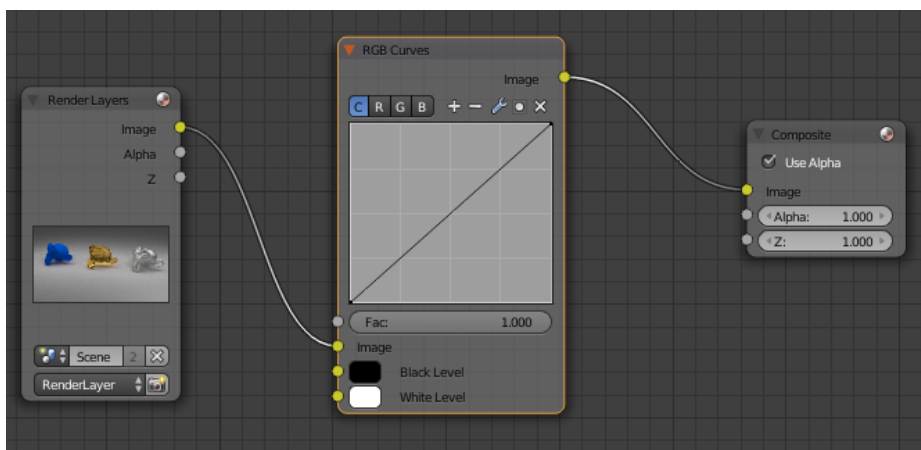 Render Layers
Image
Alpha
Z
Scene 2
RenderLayer
RGB Curves
Image
C R G B
Fac: 1.000
Image
Black Level
White Level
Composite
Use Alpha
Image
Alpha: 1.000
Z: 1.000